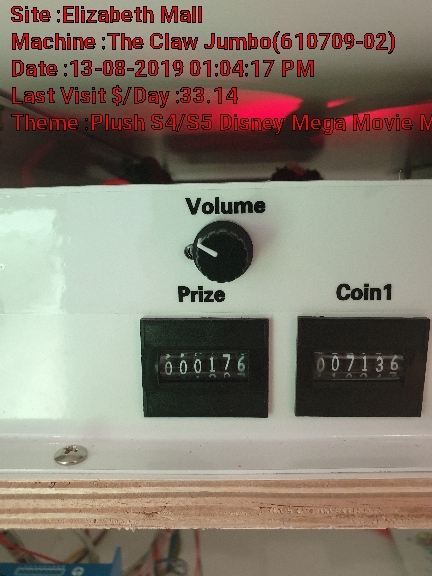 Site :Elizabeth Mall
Machine :The Claw Jumbo(610709-02)
Date :13-08-2019 01:04:17 PM
Last Visit $/Day :33.14
Theme :Plush S4/S5 Disney Mega Movie M
Volume
Prize
Coin1
000176
007136